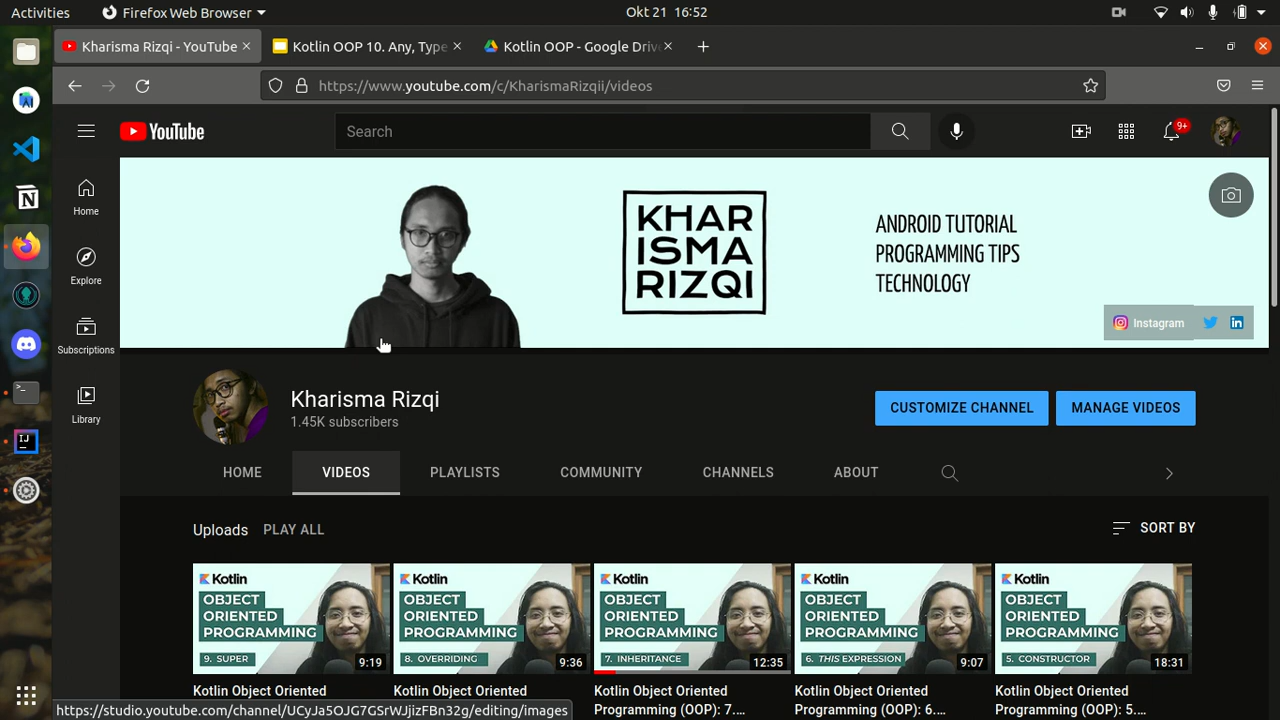 Activities
Firefox Web Browser
Okt 21 16:52
Kharisma Rizqi - YouTube
Kotlin OOP 10. Any, Type
Kotlin OOP - Google Drive
https://www.youtube.com/c/KharismaRizqii/videos
YouTube
Search
9+
Home
Explore
Subscriptions
Library
KHAR
ISMA
RIZQI
ANDROID TUTORIAL
PROGRAMMING TIPS
TECHNOLOGY
Instagram
Kharisma Rizqi
1.45K subscribers
CUSTOMIZE CHANNEL
MANAGE VIDEOS
HOME
VIDEOS
PLAYLISTS
COMMUNITY
CHANNELS
ABOUT
Uploads
PLAY ALL
SORT BY
Kotlin
OBJECT
ORIENTED
PROGRAMMING
9. SUPER
9:19
Kotlin Object Oriented
Kotlin
OBJECT
ORIENTED
PROGRAMMING
8. OVERRIDING
9:36
Kotlin Object Oriented
Kotlin
OBJECT
ORIENTED
PROGRAMMING
7. INHERITANCE
12:35
Kotlin Object Oriented
Programming (OOP): 7....
Kotlin
OBJECT
ORIENTED
PROGRAMMING
6. THIS EXPRESSION
9:07
Kotlin Object Oriented
Programming (OOP): 6....
Kotlin
OBJECT
ORIENTED
PROGRAMMING
5. CONSTRUCTOR
18:31
Kotlin Object Oriented
Programming (OOP): 5....
https://studio.youtube.com/channel/UCyJa5OJG7GSrWJjizFBn32g/editing/images